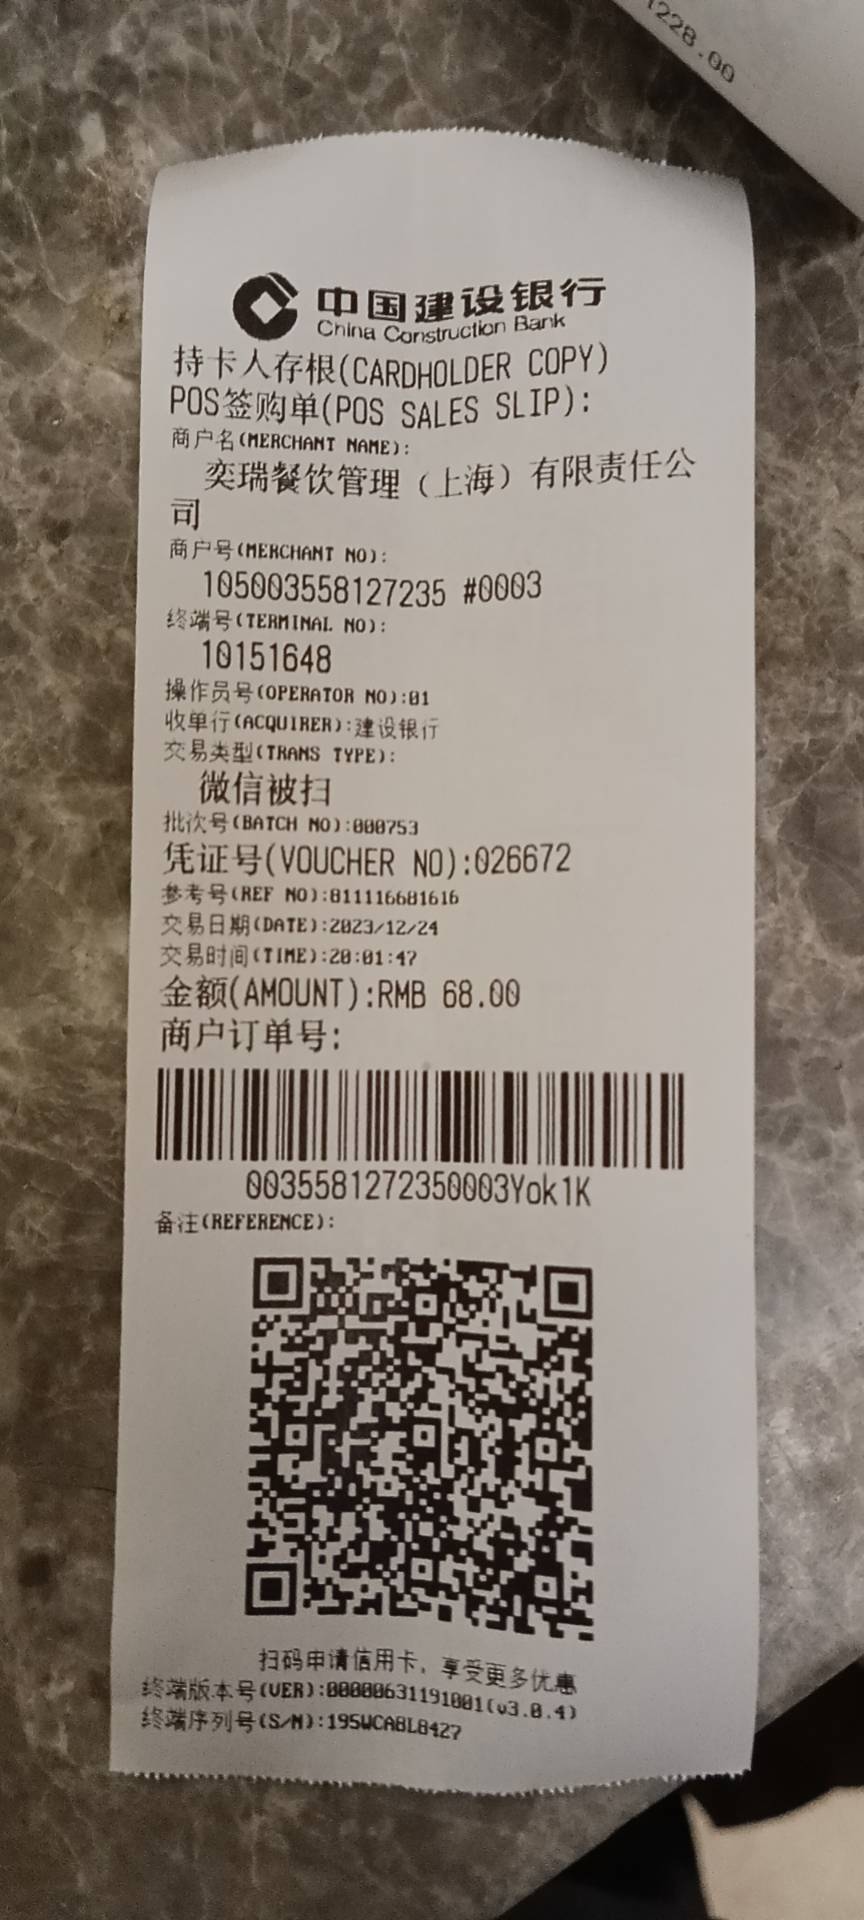 1228.00
中国建设银行
China Construction Bank
持卡人存根(CARDHOLDER COPY)
POS签购单(POS SALES SLIP):
商户名(MERCHANT NAME):
奕瑞餐饮管理（上海）有限责任公
司
商户号(MERCHANT NO):
105003558127235 #0003
终端号(TERMINAL NO):
10151648
操作员号(OPERATOR NO):01
收单行(ACQUIRER):建设银行
交易类型(TRANS TYPE):
微信被扫
批次号(BATCH NO):000753
凭证号(VOUCHER NO):026672
参考号(REF NO):811116681616
交易日期(DATE):2023/12/24
交易时间(TIME):20:01:47
金额(AMOUNT):RMB 68.00
商户订单号:
0035581272350003Yok1K
备注(REFERENCE):
扫码申请信用卡，享受更多优惠
终端版本号(VER):00000631191001(v3.0.4)
终端序列号(S/N):195WCA8L8427